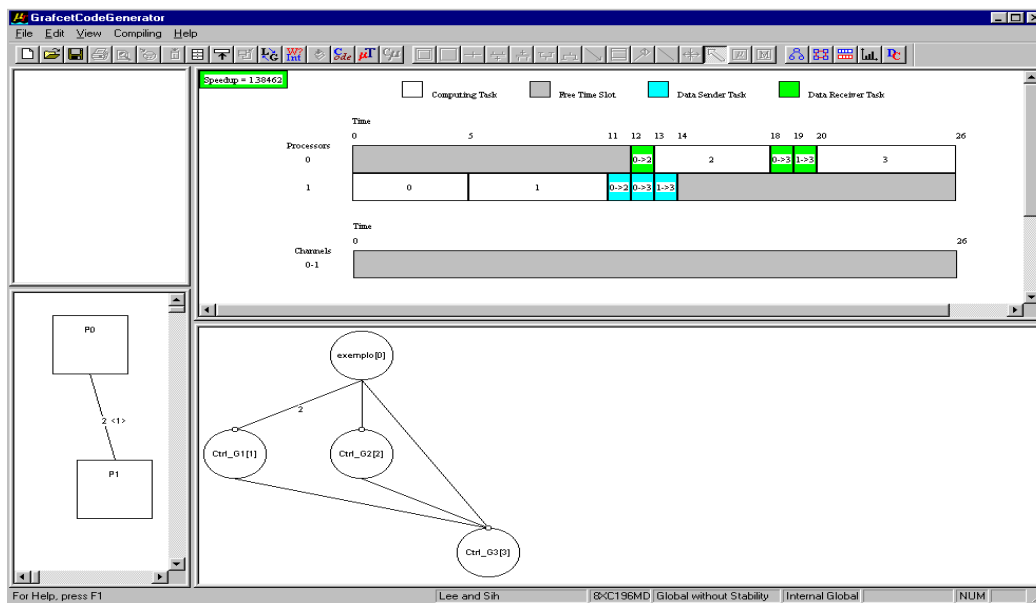 GrafcetCodeGenerator
File Edit View Compiling Help
Speedup = 1.38462
Computing Task Free Time Slot Data Sender Task Data Receiver Task
Time
0 5 11 12 13 14 18 19 20 26
Processors
0 0->2 2 0->3 1->3 3
1 0 1 0->2 0->3 1->3
Time
0 26
Channels
0-1
P0
2 <1>
P1
exemplo[0]
2
Ctrl_G1[1] Ctrl_G2[2]
Ctrl_G3[3]
For Help, press F1 Lee and Sih 8XC196MD Global without Stability Internal Global NUM